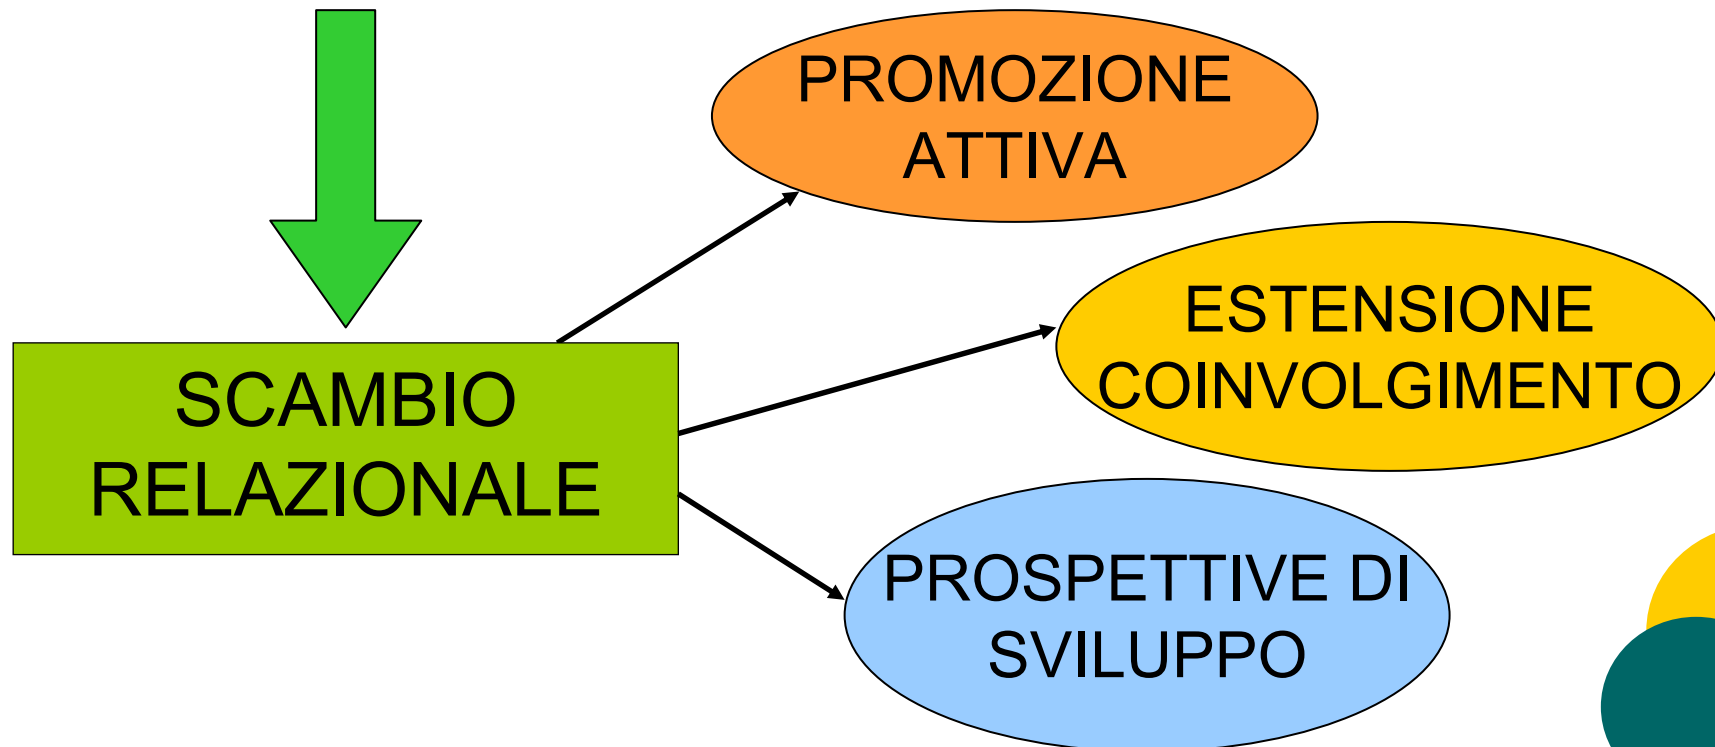 PROMOZIONE
ATTIVA
ESTENSIONE
COINVOLGIMENTO
SCAMBIO
RELAZIONALE
PROSPETTIVE DI
SVILUPPO